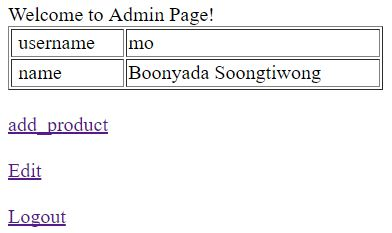 Welcome to Admin Page!
username mo
name Boonyada Soongtiwong
add_product
Edit
Logout